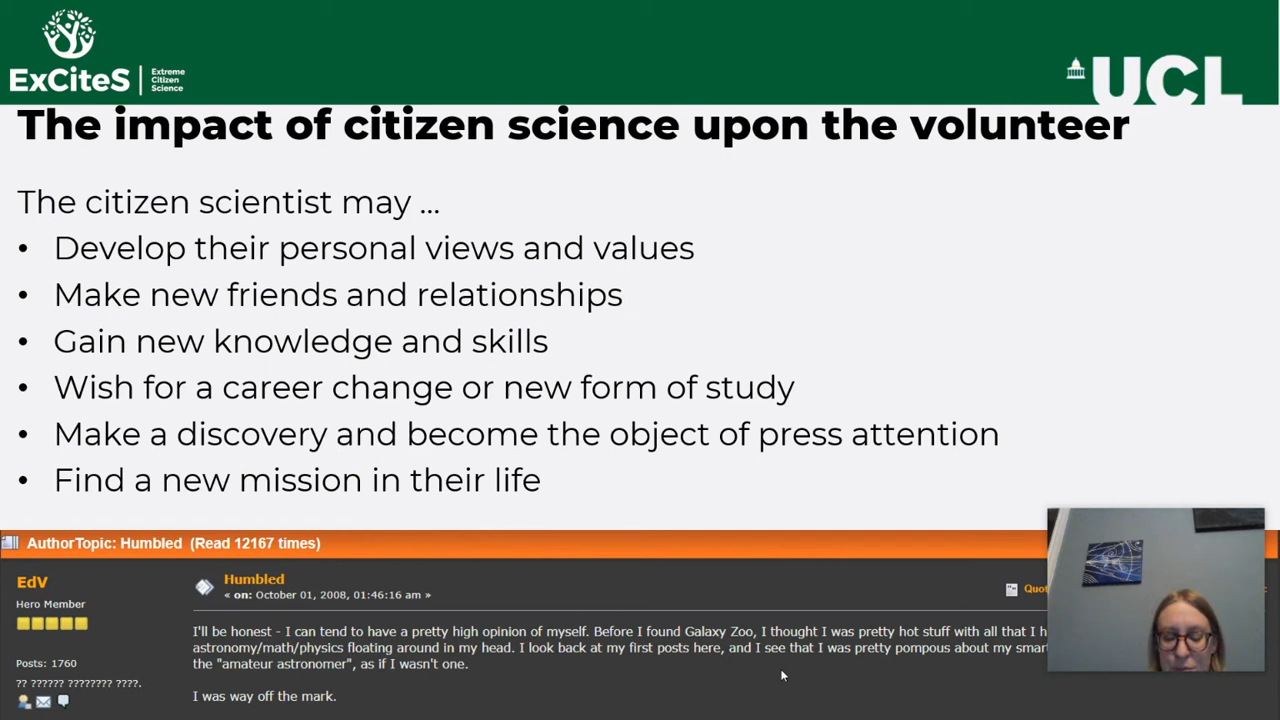 ExCiteS
Extreme
Citizen
Science
UCL
The impact of citizen science upon the volunteer
The citizen scientist may ...
• Develop their personal views and values
• Make new friends and relationships
• Gain new knowledge and skills
• Wish for a career change or new form of study
• Make a discovery and become the object of press attention
• Find a new mission in their life
AuthorTopic: Humbled (Read 12167 times)
EdV
Hero Member
Posts: 1760
?? ?????? ???????? ????.
Humbled
« on: October 01, 2008, 01:46:16 am »
I'll be honest - I can tend to have a pretty high opinion of myself. Before I found Galaxy Zoo, I thought I was pretty hot stuff with all that I
astronomy/math/physics floating around in my head. I look back at my first posts here, and I see that I was pretty pompous about my
the "amateur astronomer", as if I wasn't one.
I was way off the mark.